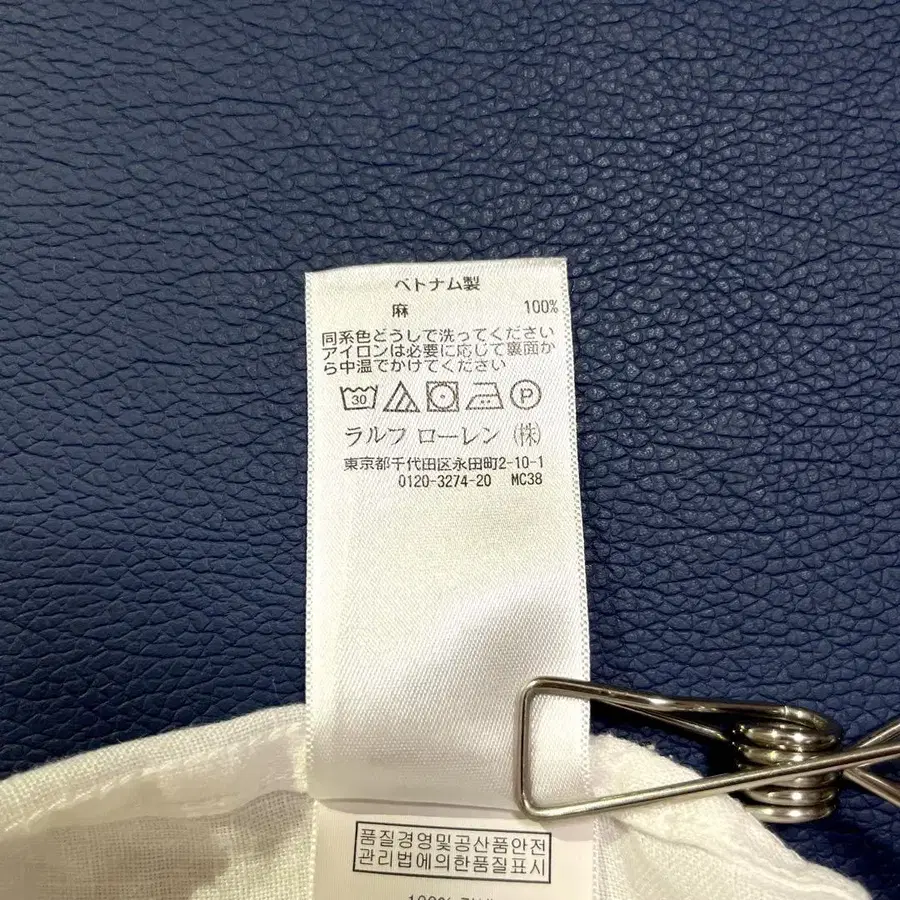 ベトナム製
麻 100%
同系色どうしで洗ってください
アイロンは必要に応じて裏面か
ら中温でかけてください
30 P
ラルフ ローレン (株)
東京都千代田区永田町2-10-1
0120-3274-20 MC38
품질경영및공산품안전
관리법에의한품질표시
100%